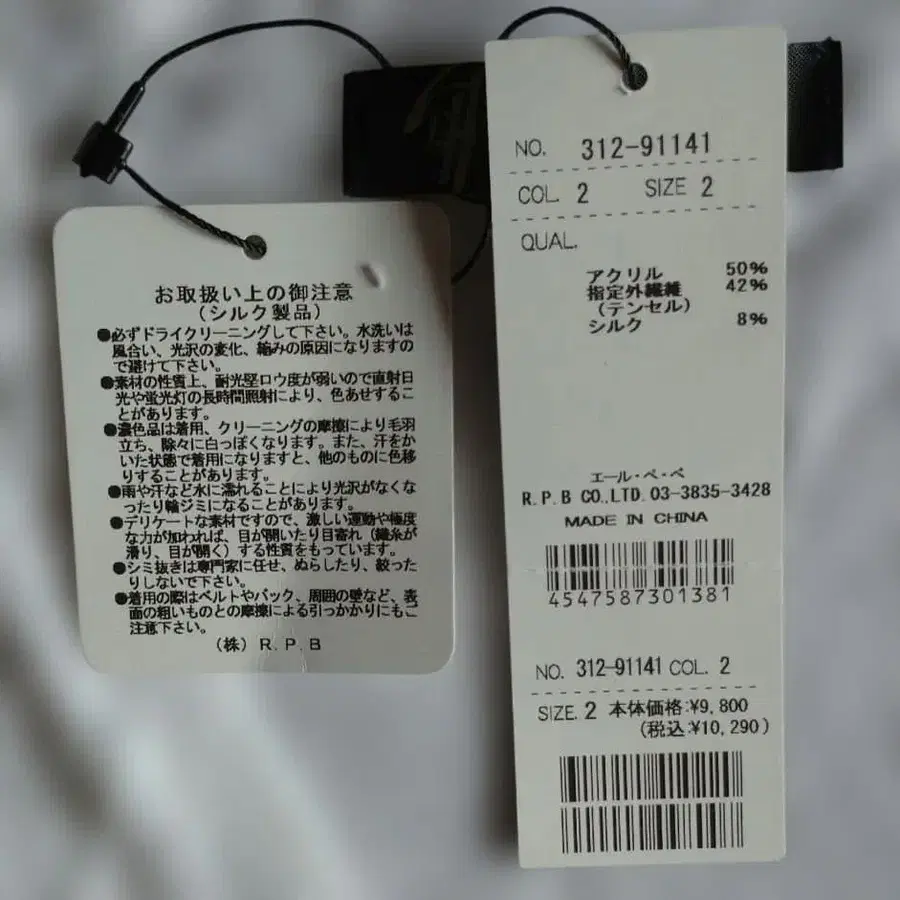 お取扱い上の御注意
（シルク製品）
●必ずドライクリーニングして下さい。水洗いは
風合い、光沢の変化、縮みの原因になりますの
で避けて下さい。
●素材の性質上、耐光堅ロウ度が弱いので直射日
光や蛍光灯の長時間照射により、色あせするこ
とがあります。
●濃色品は着用、クリーニングの摩擦により毛羽
立ち、除々に白っぽくなります。また、汗をか
いた状態で着用になりますと、他のものに色移
りすることがあります。
●雨や汗など水に濡れることにより光沢がなくな
ったり輪ジミになることがあります。
●デリケートな素材ですので、激しい運動や極度
な力が加われば、目が開いたり目寄れ（織糸が
滑り、目が開く）する性質をもっています。
●シミ抜きは専門家に任せ、ぬらしたり、絞った
りしないで下さい。
●着用の際はベルトやバック、周囲の壁など、表
面の粗いものとの摩擦による引っかかりにもご
注意下さい。
（株）R.P.B
NO. 312-91141
COL. 2 SIZE 2
QUAL.
アクリル 50%
指定外繊維 42%
（テンセル）
シルク 8%
エール・ペ・ベ
R.P.B CO.,LTD. 03-3835-3428
MADE IN CHINA
4547587301381
NO. 312-91141 COL. 2
SIZE. 2 本体価格:¥9,800
(税込:¥10,290)